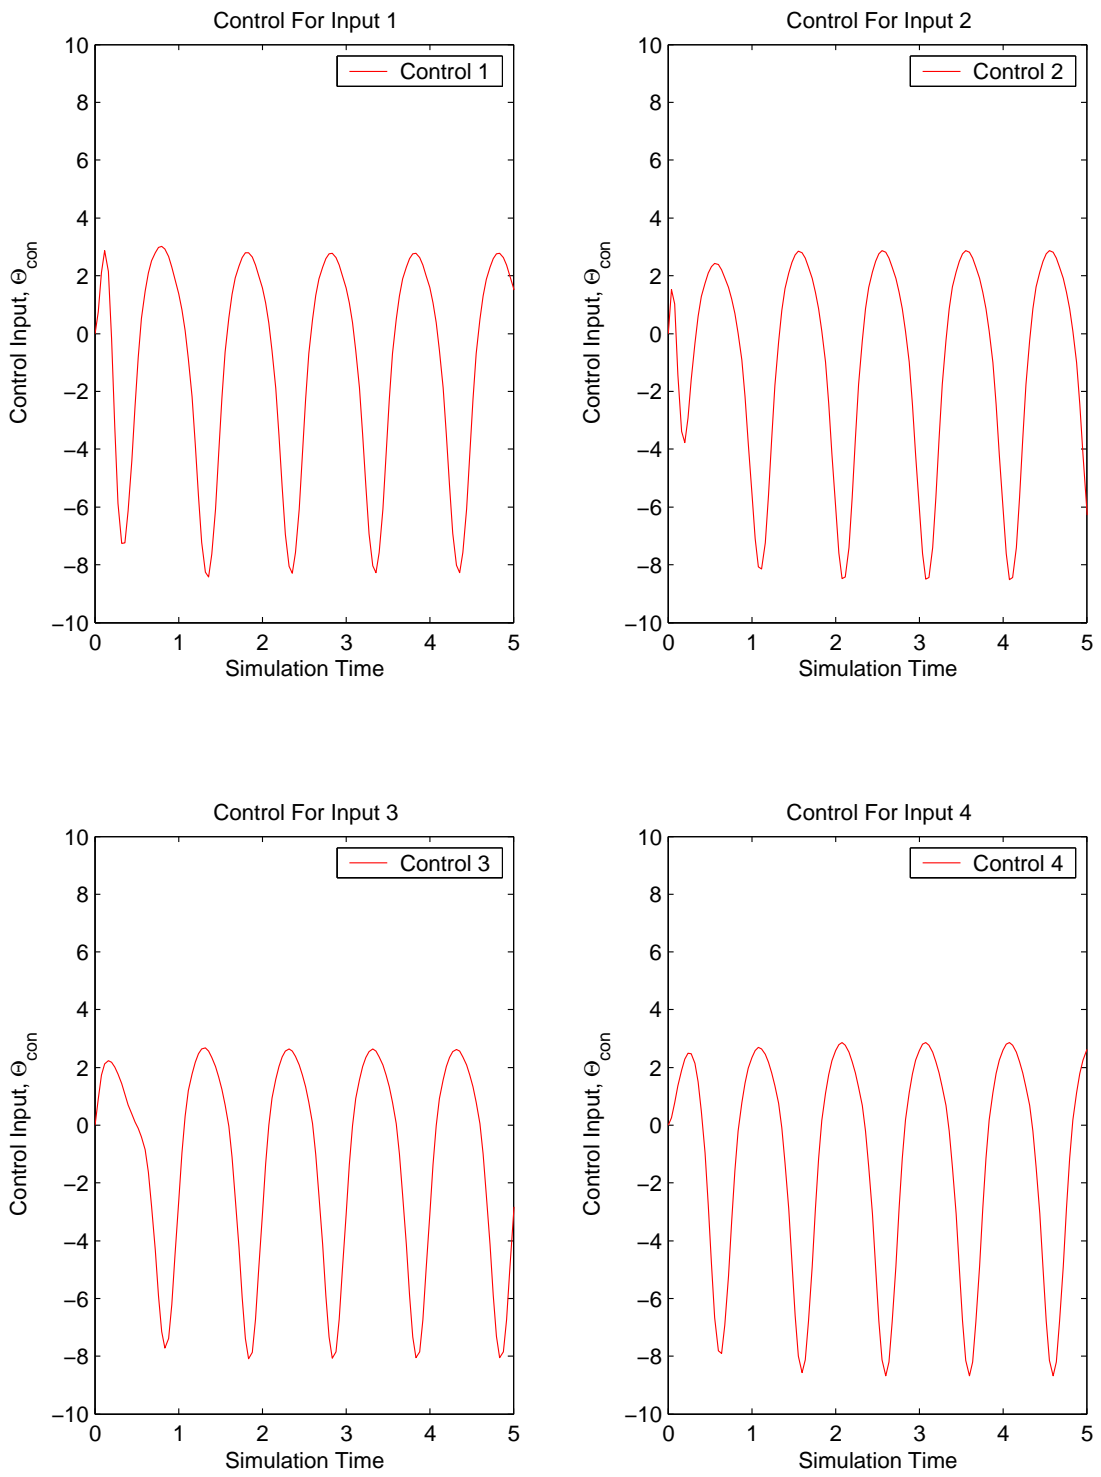 Control For Input 1
10
8
6
4
2
0
−2
−4
−6
−8
−10
0 1 2 3 4 5
Simulation Time
Control Input, Θcon
Control 1
Control For Input 2
10
8
6
4
2
0
−2
−4
−6
−8
−10
0 1 2 3 4 5
Simulation Time
Control Input, Θcon
Control 2
Control For Input 3
10
8
6
4
2
0
−2
−4
−6
−8
−10
0 1 2 3 4 5
Simulation Time
Control Input, Θcon
Control 3
Control For Input 4
10
8
6
4
2
0
−2
−4
−6
−8
−10
0 1 2 3 4 5
Simulation Time
Control Input, Θcon
Control 4